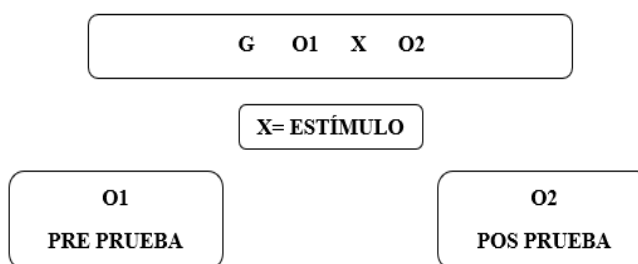 G O1 X O2
X= ESTÍMULO
O1
PRE PRUEBA
O2
POS PRUEBA